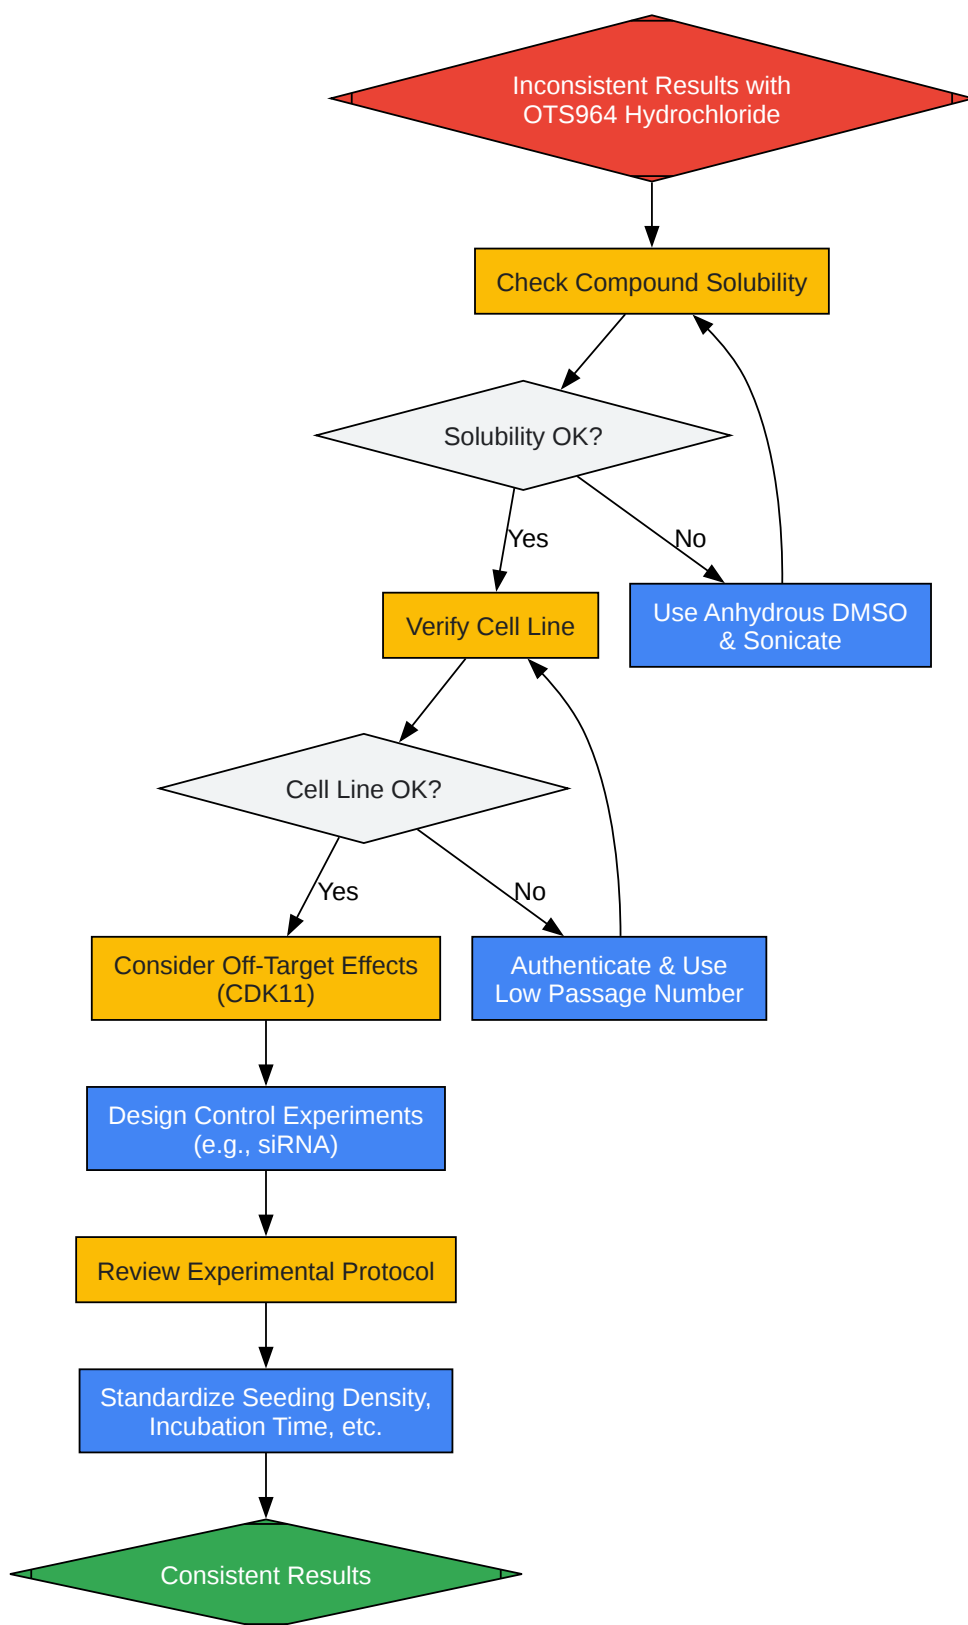 Inconsistent Results with
OTS964 Hydrochloride
Check Compound Solubility
Solubility OK?
Yes
No
Verify Cell Line
Use Anhydrous DMSO
& Sonicate
Cell Line OK?
Yes
No
Consider Off-Target Effects
(CDK11)
Authenticate & Use
Low Passage Number
Design Control Experiments
(e.g., siRNA)
Review Experimental Protocol
Standardize Seeding Density,
Incubation Time, etc.
Consistent Results